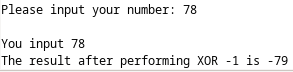 Please input your number: 78
You input 78
The result after performing XOR -1 is -79